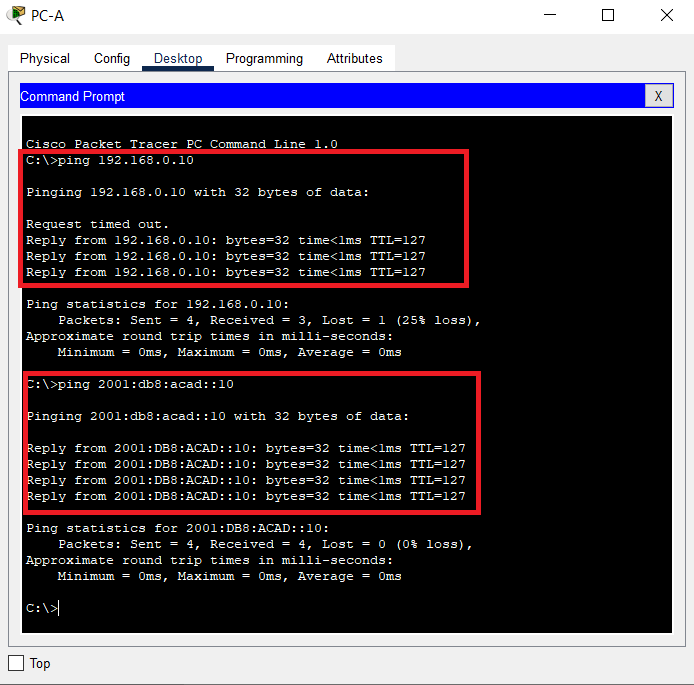 PC-A
Physical Config Desktop Programming Attributes
Command Prompt X
Cisco Packet Tracer PC Command Line 1.0
C:\>ping 192.168.0.10
Pinging 192.168.0.10 with 32 bytes of data:
Request timed out.
Reply from 192.168.0.10: bytes=32 time<1ms TTL=127
Reply from 192.168.0.10: bytes=32 time<1ms TTL=127
Reply from 192.168.0.10: bytes=32 time<1ms TTL=127
Ping statistics for 192.168.0.10:
Packets: Sent = 4, Received = 3, Lost = 1 (25% loss),
Approximate round trip times in milli-seconds:
Minimum = 0ms, Maximum = 0ms, Average = 0ms
C:\>ping 2001:db8:acad::10
Pinging 2001:db8:acad::10 with 32 bytes of data:
Reply from 2001:DB8:ACAD::10: bytes=32 time<1ms TTL=127
Reply from 2001:DB8:ACAD::10: bytes=32 time<1ms TTL=127
Reply from 2001:DB8:ACAD::10: bytes=32 time<1ms TTL=127
Reply from 2001:DB8:ACAD::10: bytes=32 time<1ms TTL=127
Ping statistics for 2001:DB8:ACAD::10:
Packets: Sent = 4, Received = 4, Lost = 0 (0% loss),
Approximate round trip times in milli-seconds:
Minimum = 0ms, Maximum = 0ms, Average = 0ms
C:\>
Top